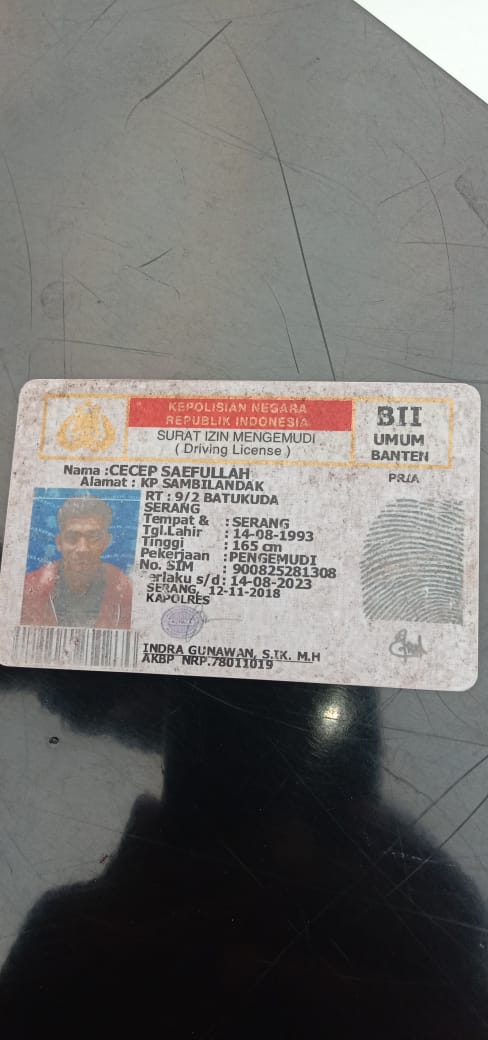 KEPOLISIAN NEGARA
REPUBLIK INDONESIA
SURAT IZIN MENGEMUDI
( Driving License )
BII
UMUM
BANTEN
PRIA
Nama :CECEP SAEFULLAH
Alamat : KP SAMBILANDAK
RT : 9/2 BATUKUDA
SERANG
Tempat & : SERANG
Tgl.Lahir : 14-08-1993
Tinggi : 165 cm
Pekerjaan :PENGEMUDI
No. SIM : 900825281308
erlaku s/d : 14-08-2023
SERANG, 12-11-2018
KAPOLRES
INDRA GUNAWAN, S.IK. M.H
AKBP NRP.78011019